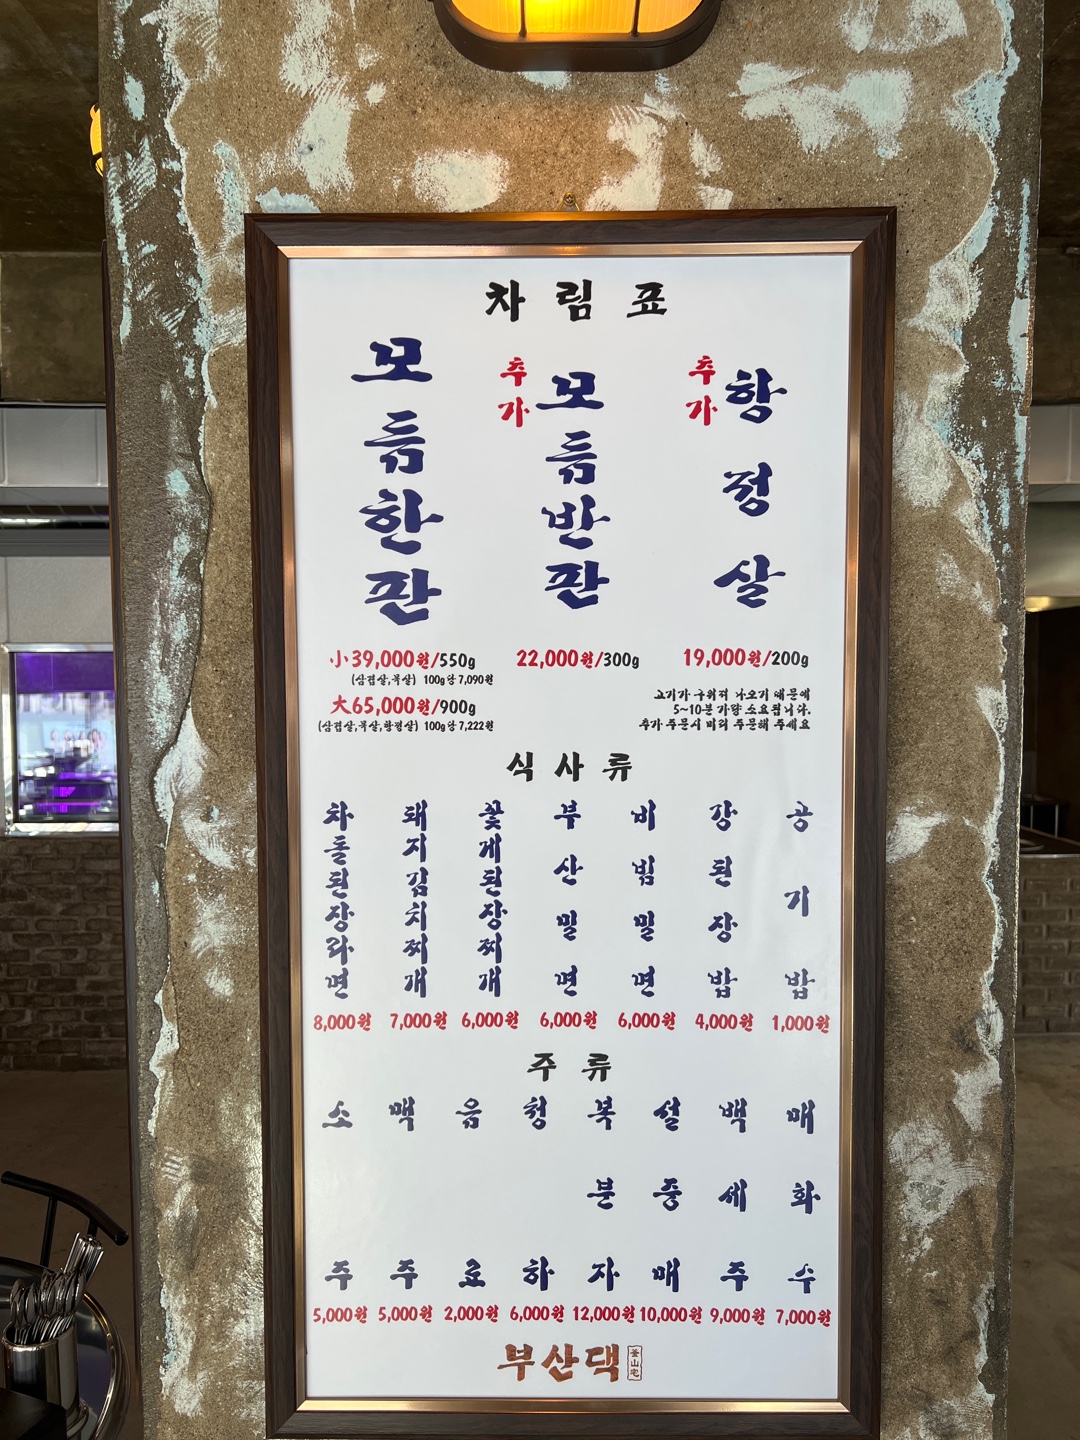 차림표
모듬한판
小39,000원/550g
(삼겹살,목살) 100g당 7,090원
大65,000원/900g
(삼겹살,목살,항정살) 100g당 7,222원
추가 모듬반판
22,000원/300g
추가 항정살
19,000원/200g
고기가 구워져 나오기 때문에
5~10분 가량 소요됩니다.
추가 주문시 미리 주문해 주세요
식사류
차돌된장라면
8,000원
돼지김치찌개
7,000원
꽃게된장찌개
6,000원
부산밀면
6,000원
비빔밀면
6,000원
강된장밥
4,000원
공기밥
1,000원
주류
소주
5,000원
맥주
5,000원
음료
2,000원
청하
6,000원
복분자
12,000원
설중매
10,000원
백세주
9,000원
매화수
7,000원
부산댁
釜山宅